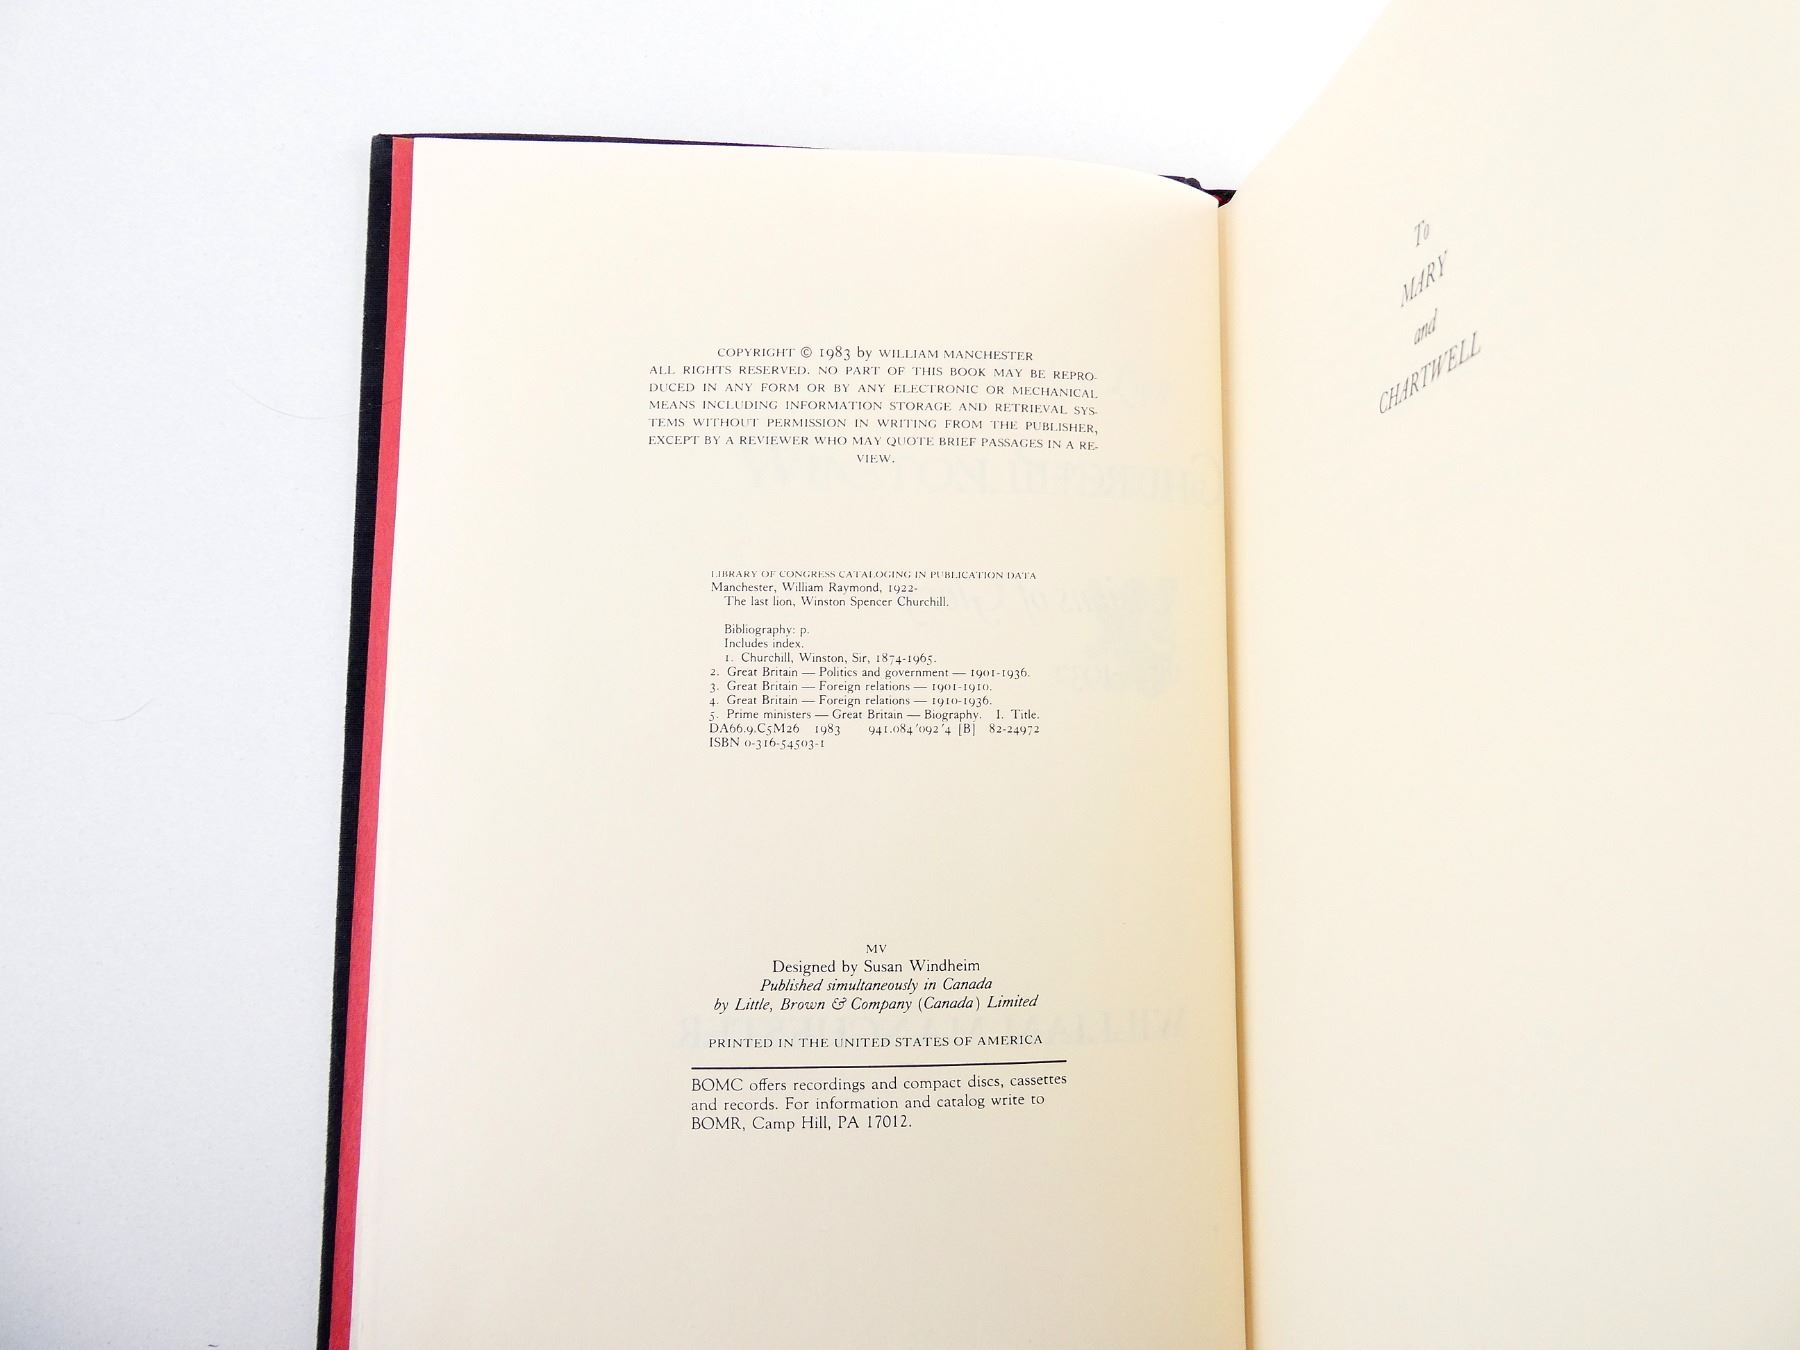 COPYRIGHT © 1983 by WILLIAM MANCHESTER
ALL RIGHTS RESERVED. NO PART OF THIS BOOK MAY BE REPRO-
DUCED IN ANY FORM OR BY ANY ELECTRONIC OR MECHANICAL
MEANS INCLUDING INFORMATION STORAGE AND RETRIEVAL SYS-
TEMS WITHOUT PERMISSION IN WRITING FROM THE PUBLISHER,
EXCEPT BY A REVIEWER WHO MAY QUOTE BRIEF PASSAGES IN A RE-
VIEW.
LIBRARY OF CONGRESS CATALOGING IN PUBLICATION DATA
Manchester, William Raymond, 1922-
The last lion, Winston Spencer Churchill.
Bibliography: p.
Includes index.
1. Churchill, Winston, Sir, 1874-1965.
2. Great Britain — Politics and government — 1901-1936.
3. Great Britain — Foreign relations — 1901-1910.
4. Great Britain — Foreign relations — 1910-1936.
5. Prime ministers — Great Britain — Biography. I. Title.
DA66.9.C5M26 1983 941.084'092'4 [B] 82-24972
ISBN 0-316-54503-1
MV
Designed by Susan Windheim
Published simultaneously in Canada
by Little, Brown & Company (Canada) Limited
PRINTED IN THE UNITED STATES OF AMERICA
BOMC offers recordings and compact discs, cassettes
and records. For information and catalog write to
BOMR, Camp Hill, PA 17012.
To
MARY
and
CHARTWELL